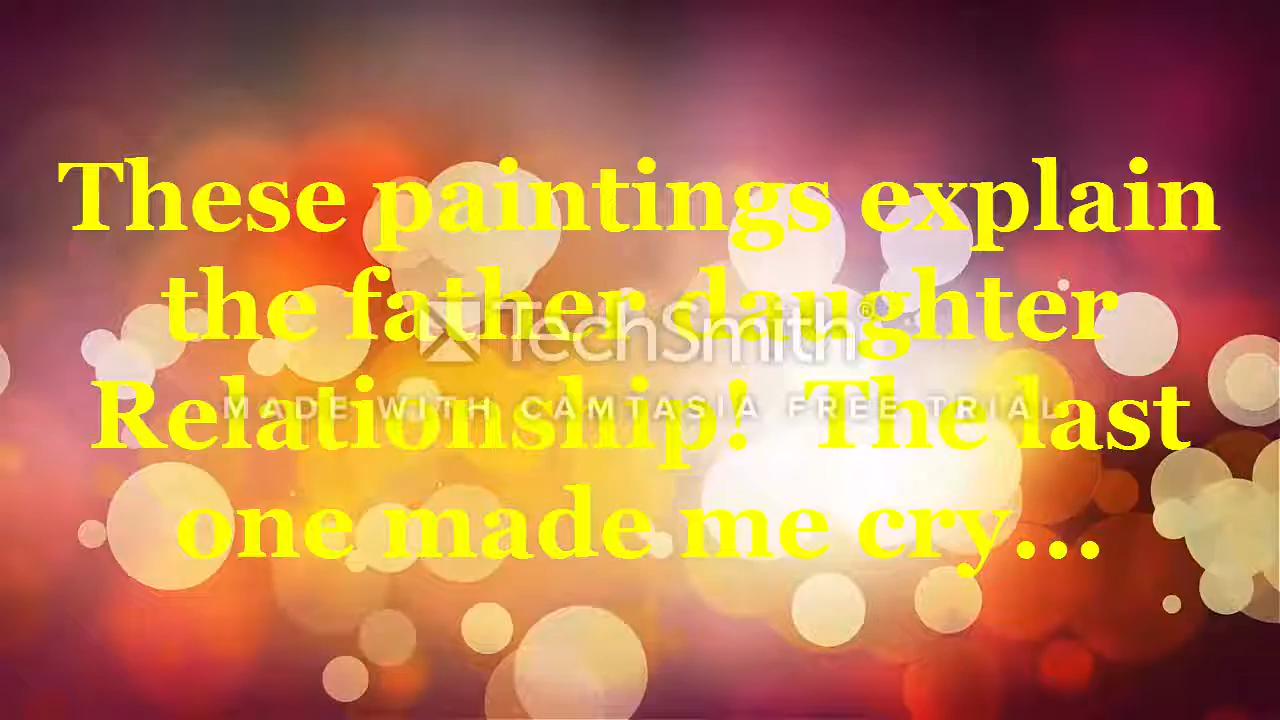 These paintings explain
the father daughter
TechSmith®
Relationship! The last
MADE WITH CAMTASIA FREE TRIAL
one made me cry...